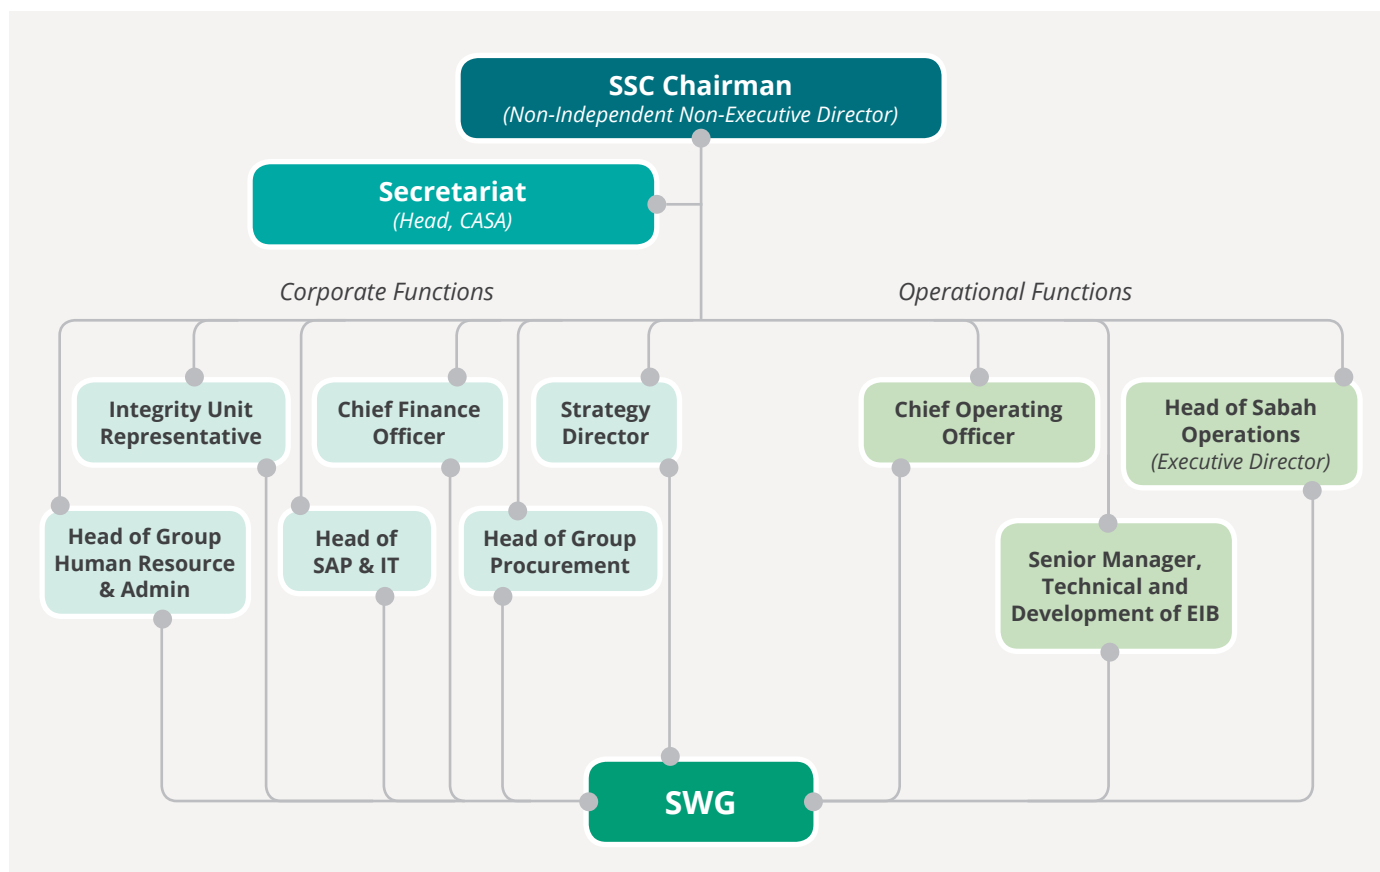 SSC Chairman
(Non-Independent Non-Executive Director)
Secretariat
(Head, CASA)
Corporate Functions
Operational Functions
Integrity Unit
Representative
Chief Finance
Officer
Strategy
Director
Chief Operating
Officer
Head of Sabah
Operations
(Executive Director)
Head of Group
Human Resource
& Admin
Head of
SAP & IT
Head of Group
Procurement
Senior Manager,
Technical and
Development of EIB
SWG